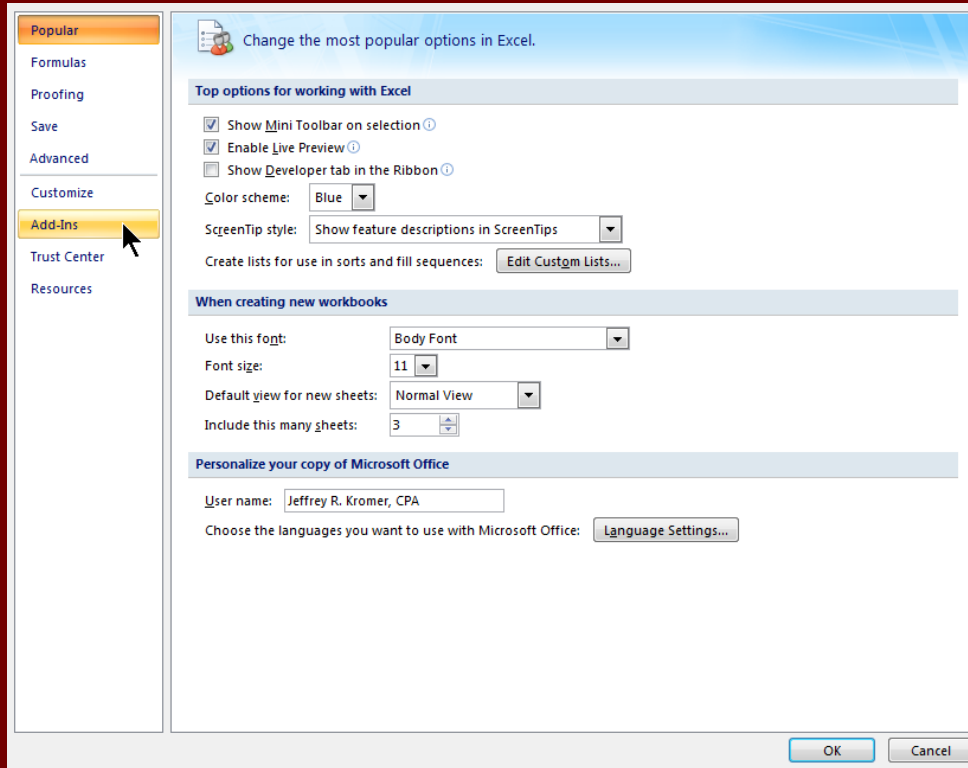 Popular
Formulas
Proofing
Save
Advanced
Customize
Add-Ins
Trust Center
Resources
Change the most popular options in Excel.
Top options for working with Excel
Show Mini Toolbar on selection
Enable Live Preview
Show Developer tab in the Ribbon
Color scheme: Blue
ScreenTip style: Show feature descriptions in ScreenTips
Create lists for use in sorts and fill sequences: Edit Custom Lists...
When creating new workbooks
Use this font: Body Font
Font size: 11
Default view for new sheets: Normal View
Include this many sheets: 3
Personalize your copy of Microsoft Office
User name: Jeffrey R. Kromer, CPA
Choose the languages you want to use with Microsoft Office: Language Settings...
OK Cancel